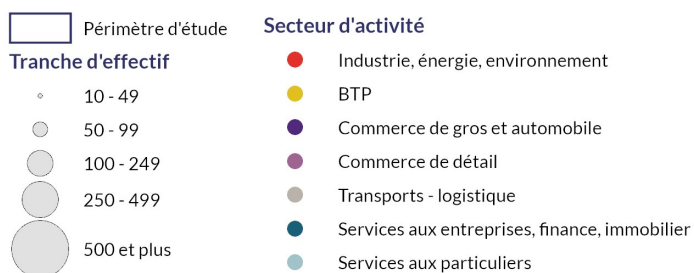 Périmètre d'étude
Tranche d'effectif
10 - 49
50 - 99
100 - 249
250 - 499
500 et plus
Secteur d'activité
Industrie, énergie, environnement
BTP
Commerce de gros et automobile
Commerce de détail
Transports - logistique
Services aux entreprises, finance, immobilier
Services aux particuliers